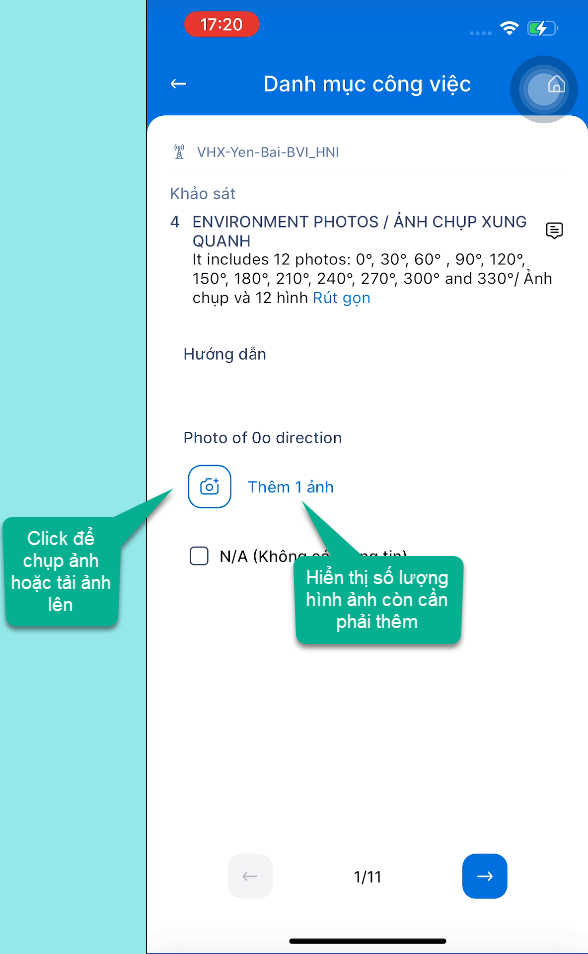 17:20
Danh mục công việc
VHX-Yen-Bai-BVI_HNI
Khảo sát
4 ENVIRONMENT PHOTOS / ẢNH CHỤP XUNG
QUANH
It includes 12 photos: 0°, 30°, 60° , 90°, 120°,
150°, 180°, 210°, 240°, 270°, 300° and 330°/ Ảnh
chụp và 12 hình Rút gọn
Hướng dẫn
Photo of 0o direction
Thêm 1 ảnh
Click để
chụp ảnh
hoặc tải ảnh
lên
N/A (Không tin)
Hiển thị số lượng
hình ảnh còn cần
phải thêm
1/11